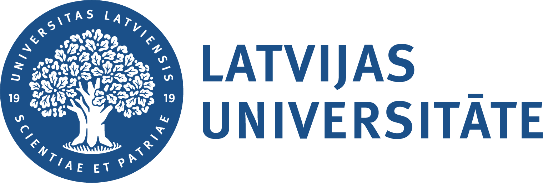 UNIVERSITAS LATVIENSIS
19 19
SCIENTIAE ET PATRIAE
LATVIJAS
UNIVERSITĀTE